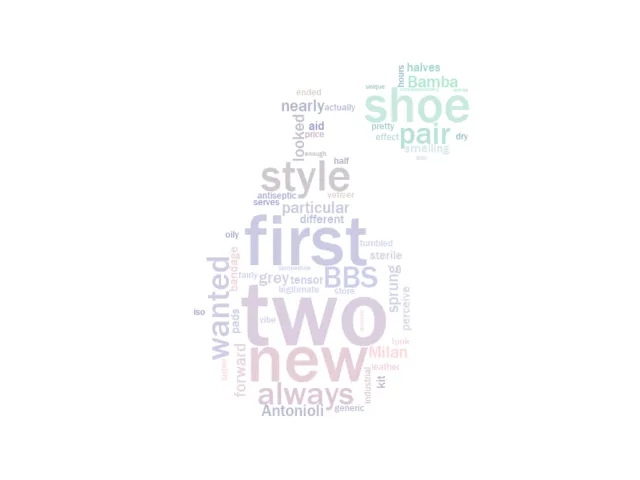 halves
hours
Bamba
unique
ended
shoe
nearly
actually
aid
pretty
pair
price
effect
dry
looked
smelling
enough
half
style
antiseptic
vetiver
serves
particular
different
first
oily
tumbled
sterile
bandage
fairly
grey
tensor
BBS
sprung
wanted
legitimate
store
perceive
iso
pads
vibe
two
funk
new
Milan
leather
forward
industrial
kit
always
Antonioli
generic